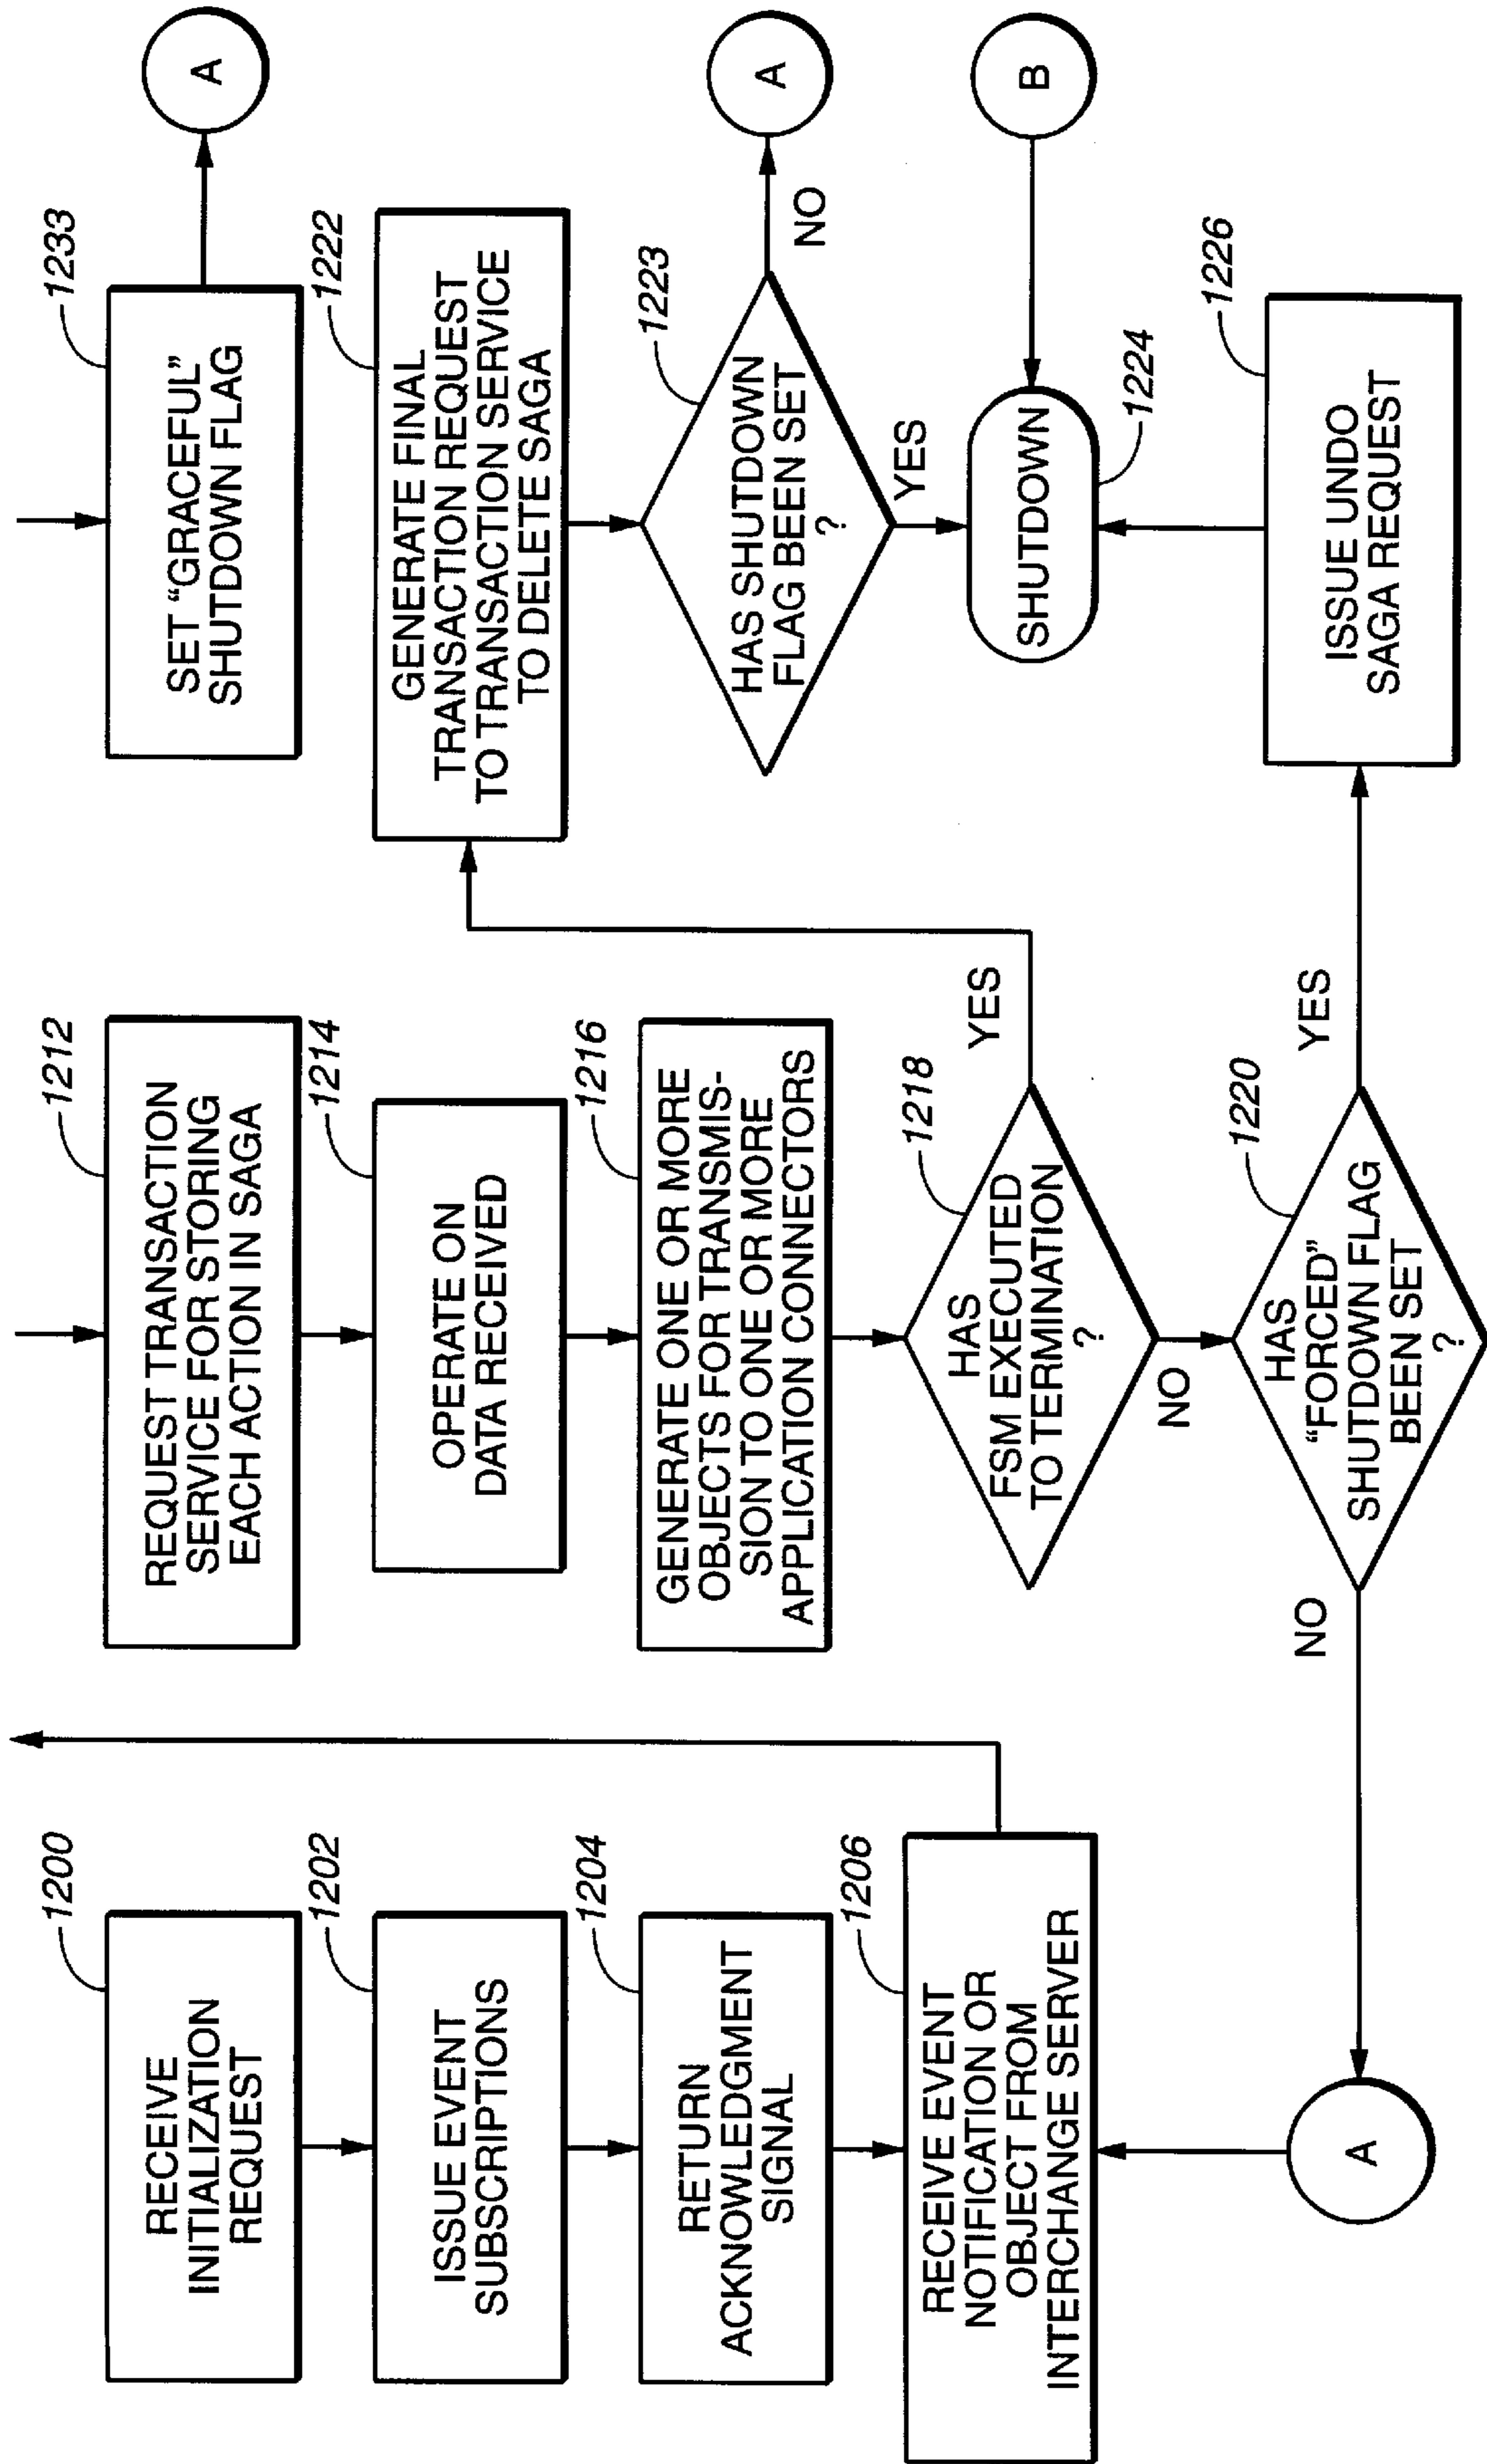 1200
RECEIVE
INITIALIZATION
REQUEST
1202
ISSUE EVENT
SUBSCRIPTIONS
1204
RETURN
ACKNOWLEDGMENT
SIGNAL
1206
RECEIVE EVENT
NOTIFICATION OR
OBJECT FROM
INTERCHANGE SERVER
A
1212
REQUEST TRANSACTION
SERVICE FOR STORING
EACH ACTION IN SAGA
1214
OPERATE ON
DATA RECEIVED
1216
GENERATE ONE OR MORE
OBJECTS FOR TRANSMIS-
SION TO ONE OR MORE
APPLICATION CONNECTORS
1218
HAS
FSM EXECUTED
TO TERMINATION
?
YES
NO
1220
HAS
“FORCED”
SHUTDOWN FLAG
BEEN SET
?
NO
YES
1233
SET “GRACEFUL”
SHUTDOWN FLAG
A
1222
GENERATE FINAL
TRANSACTION REQUEST
TO TRANSACTION SERVICE
TO DELETE SAGA
1223
HAS SHUTDOWN
FLAG BEEN SET
?
NO
A
YES
SHUTDOWN
1224
B
1226
ISSUE UNDO
SAGA REQUEST